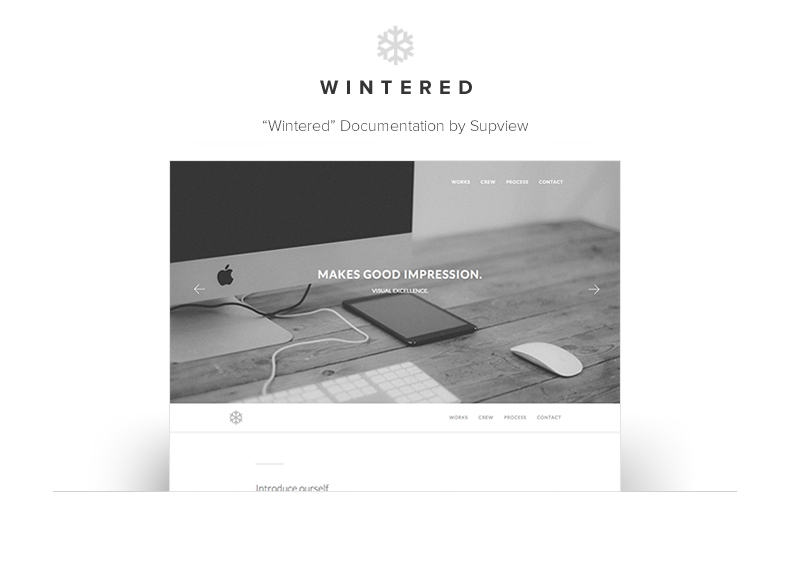 WINTERED
“Wintered” Documentation by Supview
WORKS CREW PROCESS CONTACT
MAKES GOOD IMPRESSION.
VISUAL EXCELLENCE.
WORKS CREW PROCESS CONTACT
Introduce ourself